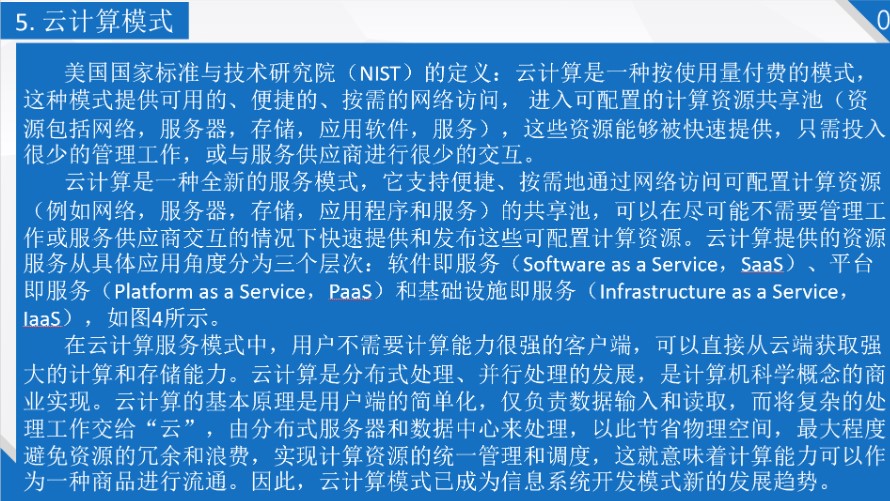 5. 云计算模式
0
美国国家标准与技术研究院（NIST）的定义：云计算是一种按使用量付费的模式，
这种模式提供可用的、便捷的、按需的网络访问， 进入可配置的计算资源共享池（资
源包括网络，服务器，存储，应用软件，服务），这些资源能够被快速提供，只需投入
很少的管理工作，或与服务供应商进行很少的交互。
云计算是一种全新的服务模式，它支持便捷、按需地通过网络访问可配置计算资源
（例如网络，服务器，存储，应用程序和服务）的共享池，可以在尽可能不需要管理工
作或服务供应商交互的情况下快速提供和发布这些可配置计算资源。云计算提供的资源
服务从具体应用角度分为三个层次：软件即服务（Software as a Service，SaaS）、平台
即服务（Platform as a Service，PaaS）和基础设施即服务（Infrastructure as a Service，
IaaS），如图4所示。
在云计算服务模式中，用户不需要计算能力很强的客户端，可以直接从云端获取强
大的计算和存储能力。云计算是分布式处理、并行处理的发展，是计算机科学概念的商
业实现。云计算的基本原理是用户端的简单化，仅负责数据输入和读取，而将复杂的处
理工作交给“云”，由分布式服务器和数据中心来处理，以此节省物理空间，最大程度
避免资源的冗余和浪费，实现计算资源的统一管理和调度，这就意味着计算能力可以作
为一种商品进行流通。因此，云计算模式已成为信息系统开发模式新的发展趋势。